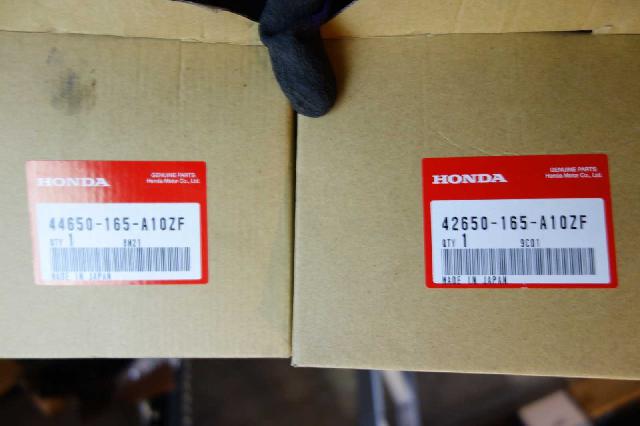 HONDA
GENUINE PARTS
Honda Motor Co., Ltd.
44650-165-A10ZF
QTY 1 8M21
MADE IN JAPAN
HONDA
GENUINE PARTS
Honda Motor Co., Ltd.
42650-165-A10ZF
QTY 1 9C01
MADE IN JAPAN